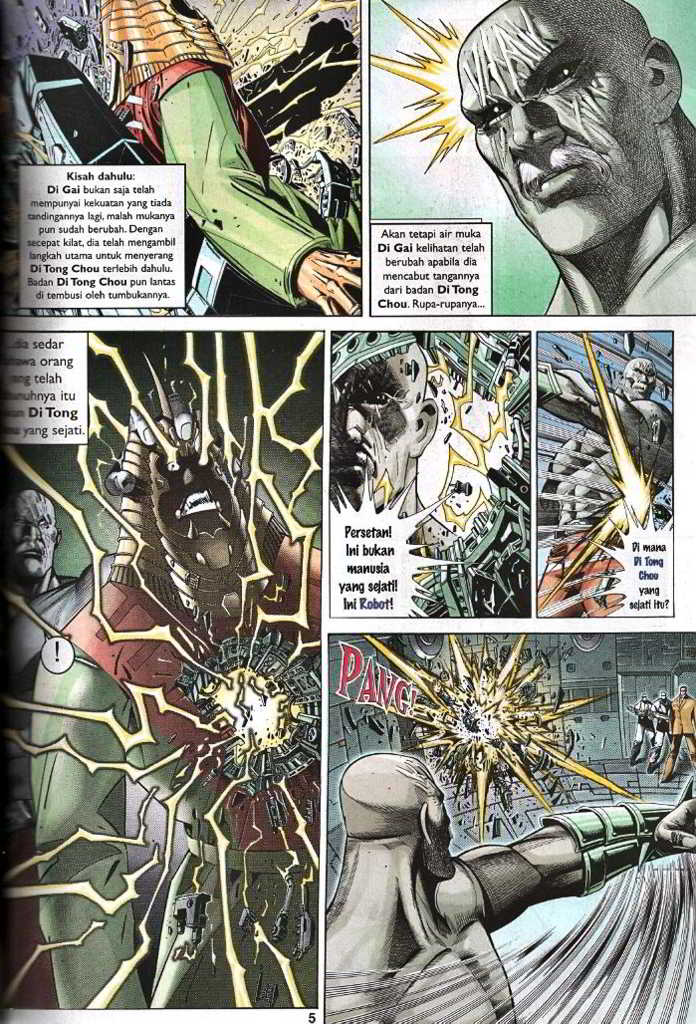 Kisah dahulu:
Di Gai bukan saja telah
mempunyai kekuatan yang tiada
tandingannya lagi, malah mukanya
pun sudah berubah. Dengan
secepat kilat, dia telah mengambil
langkah utama untuk menyerang
Di Tong Chou terlebih dahulu.
Badan Di Tong Chou pun lantas
di tembusi oleh tumbukannya.
Akan tetapi air muka
Di Gai kelihatan telah
berubah apabila dia
mencabut tangannya
dari badan Di Tong
Chou. Rupa-rupanya...
...dia sedar
orang
telah
itu
Di Tong
yang sejati.
!
Persetan!
Ini bukan
manusia
yang sejati!
Ini Robot!
Di mana
Di Tong
Chou
yang
sejati itu?
PANG!
5